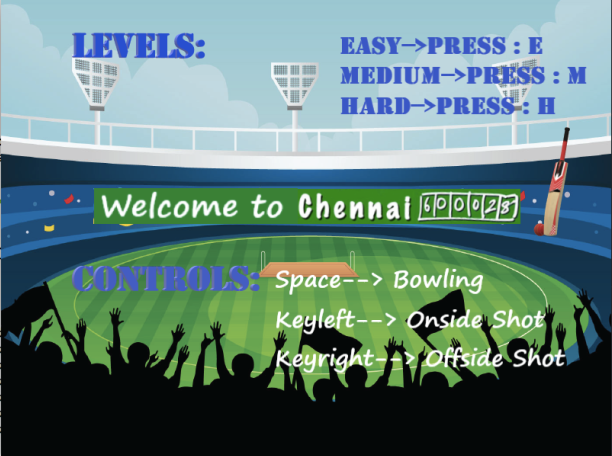 LEVELS:
EASY-->PRESS : E
MEDIUM-->PRESS : M
HARD-->PRESS : H
Welcome to Chennai 600028
CONTROLS:
Space--> Bowling
Keyleft--> Onside Shot
Keyright--> Offside Shot